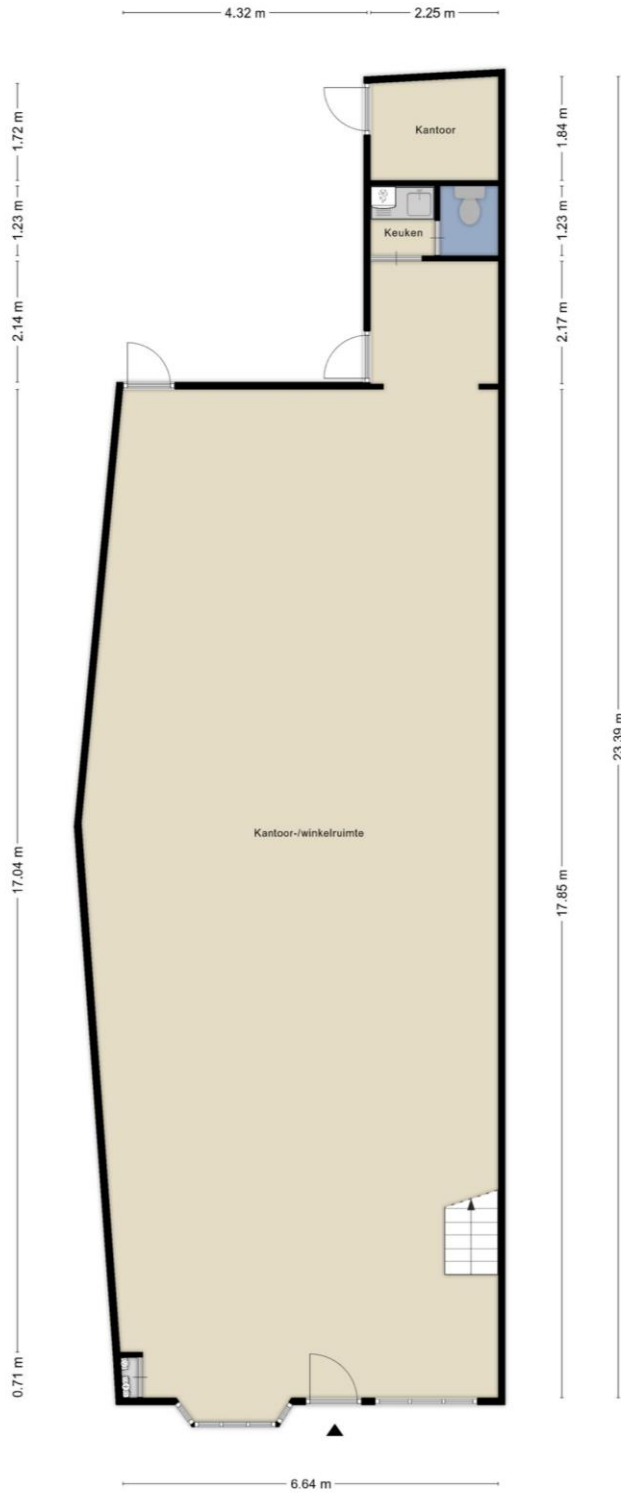 4.32 m
2.25 m
1.72 m
Kantoor
1.84 m
1.23 m
Keuken
1.23 m
2.14 m
2.17 m
23.39 m
Kantoor-/winkelruimte
17.04 m
17.85 m
0.71 m
6.64 m